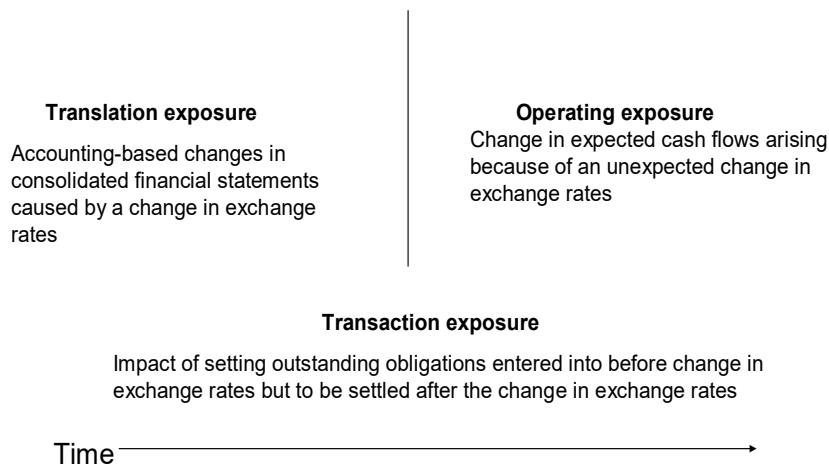 Translation exposure
Accounting-based changes in
consolidated financial statements
caused by a change in exchange
rates
Operating exposure
Change in expected cash flows arising
because of an unexpected change in
exchange rates
Transaction exposure
Impact of setting outstanding obligations entered into before change in
exchange rates but to be settled after the change in exchange rates
Time